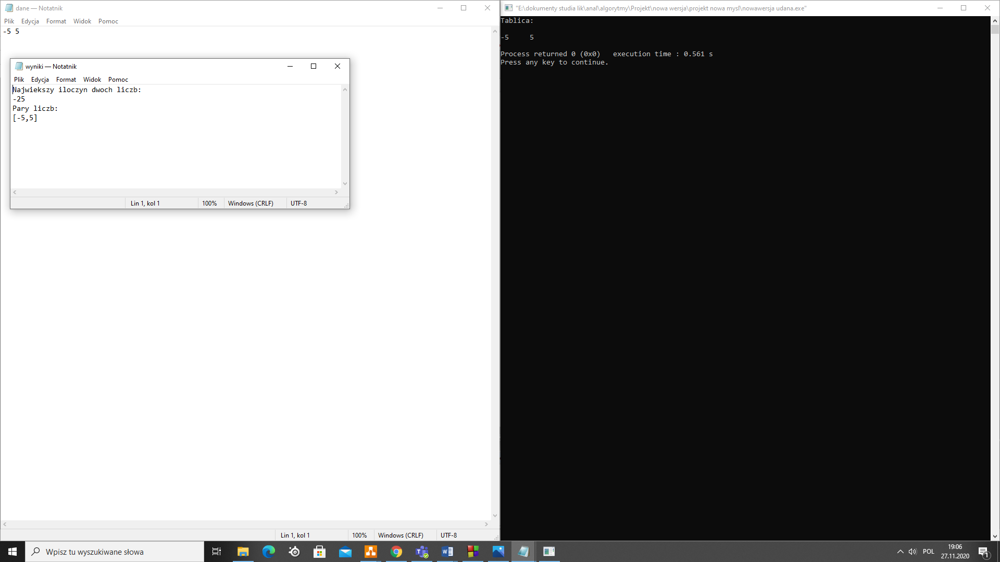 dane — Notatnik
Plik Edycja Format Widok Pomoc
-5 5
wyniki — Notatnik
Plik Edycja Format Widok Pomoc
Najwiekszy iloczyn dwoch liczb:
-25
Pary liczb:
[-5,5]
Lin 1, kol 1 100% Windows (CRLF) UTF-8
Lin 1, kol 1 100% Windows (CRLF) UTF-8
"E:\dokumenty studia lik\anal\algorytmy\Projekt\nowa wersja\projekt nowa mysl\nowawersja udana.exe"
Tablica:
-5 5
Process returned 0 (0x0) execution time : 0.561 s
Press any key to continue.
Wpisz tu wyszukiwane słowa
POL
19:06
27.11.2020
1